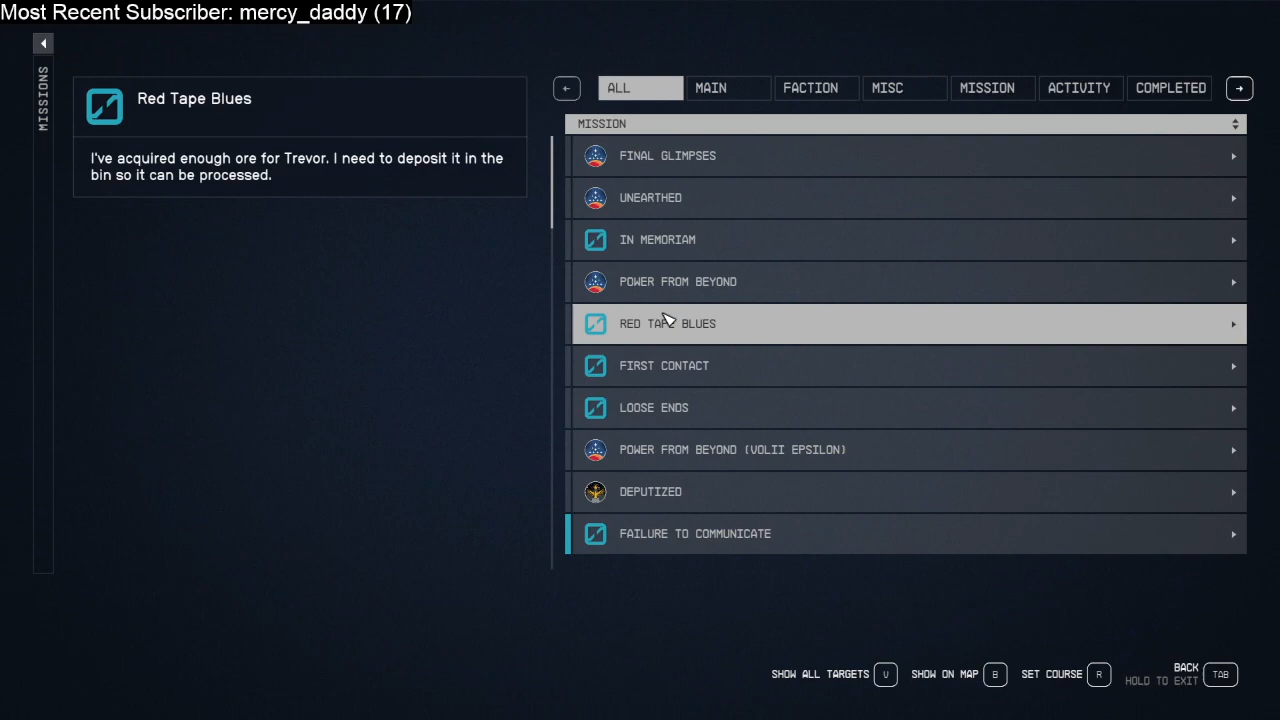 Most Recent Subscriber: mercy_daddy (17)
MISSIONS
Red Tape Blues
I've acquired enough ore for Trevor. I need to deposit it in the
bin so it can be processed.
ALL
MAIN
FACTION
MISC
MISSION
ACTIVITY
COMPLETED
MISSION
FINAL GLIMPSES
UNEARTHED
IN MEMORIAM
POWER FROM BEYOND
RED TAPE BLUES
FIRST CONTACT
LOOSE ENDS
POWER FROM BEYOND (VOLII EPSILON)
DEPUTIZED
FAILURE TO COMMUNICATE
SHOW ALL TARGETS V
SHOW ON MAP B
SET COURSE R
BACK
HOLD TO EXIT TAB